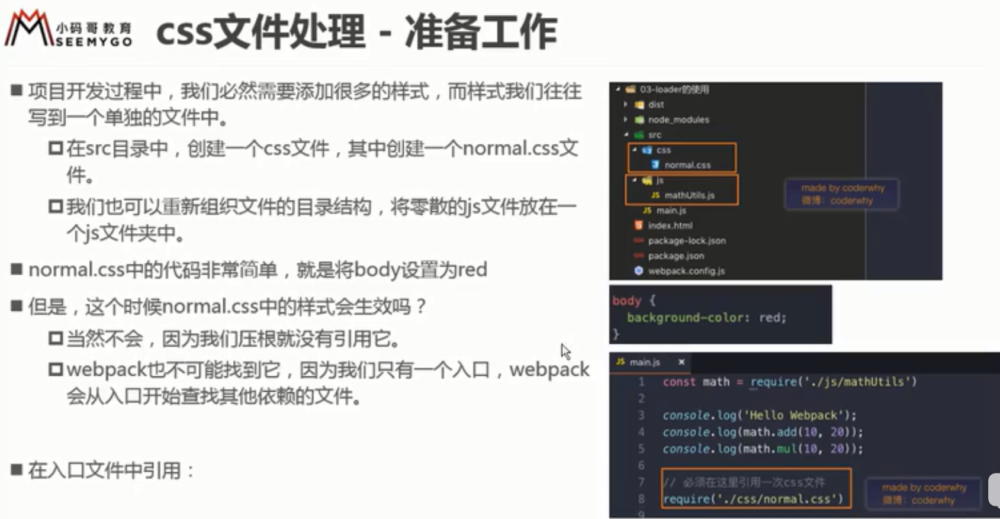 小码哥教育
SEEMYGO
css文件处理 - 准备工作
项目开发过程中，我们必然需要添加很多的样式，而样式我们往往
写到一个单独的文件中。
在src目录中，创建一个css文件，其中创建一个normal.css文
件。
我们也可以重新组织文件的目录结构，将零散的js文件放在一
个js文件夹中。
normal.css中的代码非常简单，就是将body设置为red
但是，这个时候normal.css中的样式会生效吗？
当然不会，因为我们压根就没有引用它。
webpack也不可能找到它，因为我们只有一个入口，webpack
会从入口开始查找其他依赖的文件。
在入口文件中引用：
03-loader的使用
dist
node_modules
src
css
normal.css
js
JS mathUtils.js
JS main.js
index.html
package-lock.json
package.json
webpack.config.js
made by coderwhy
微博：coderwhy
body {
background-color: red;
}
JS main.js ×
1 const math = require('./js/mathUtils')
2
3 console.log('Hello Webpack');
4 console.log(math.add(10, 20));
5 console.log(math.mul(10, 20));
6
7 // 必须在这里引用一次css文件
8 require('./css/normal.css')
9
made by coderwhy
微博：coderwhy